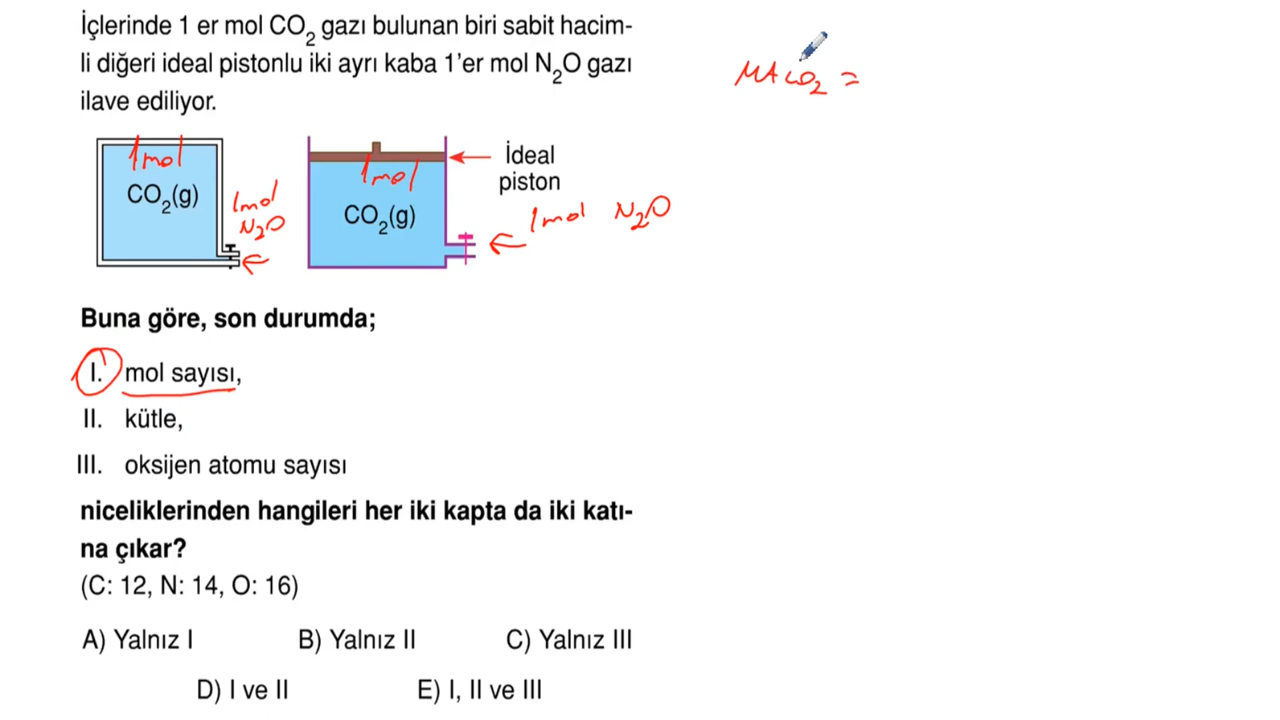 İçlerinde 1 er mol CO₂ gazı bulunan biri sabit hacim-
li diğeri ideal pistonlu iki ayrı kaba 1'er mol N₂O gazı
ilave ediliyor.
MA CO₂ =
1mol
CO₂(g)
1mol
N₂O
1mol
CO₂(g)
İdeal
piston
1mol N₂O
Buna göre, son durumda;
I. mol sayısı,
II. kütle,
III. oksijen atomu sayısı
niceliklerinden hangileri her iki kapta da iki katı-
na çıkar?
(C: 12, N: 14, O: 16)
A) Yalnız I B) Yalnız II C) Yalnız III
D) I ve II E) I, II ve III